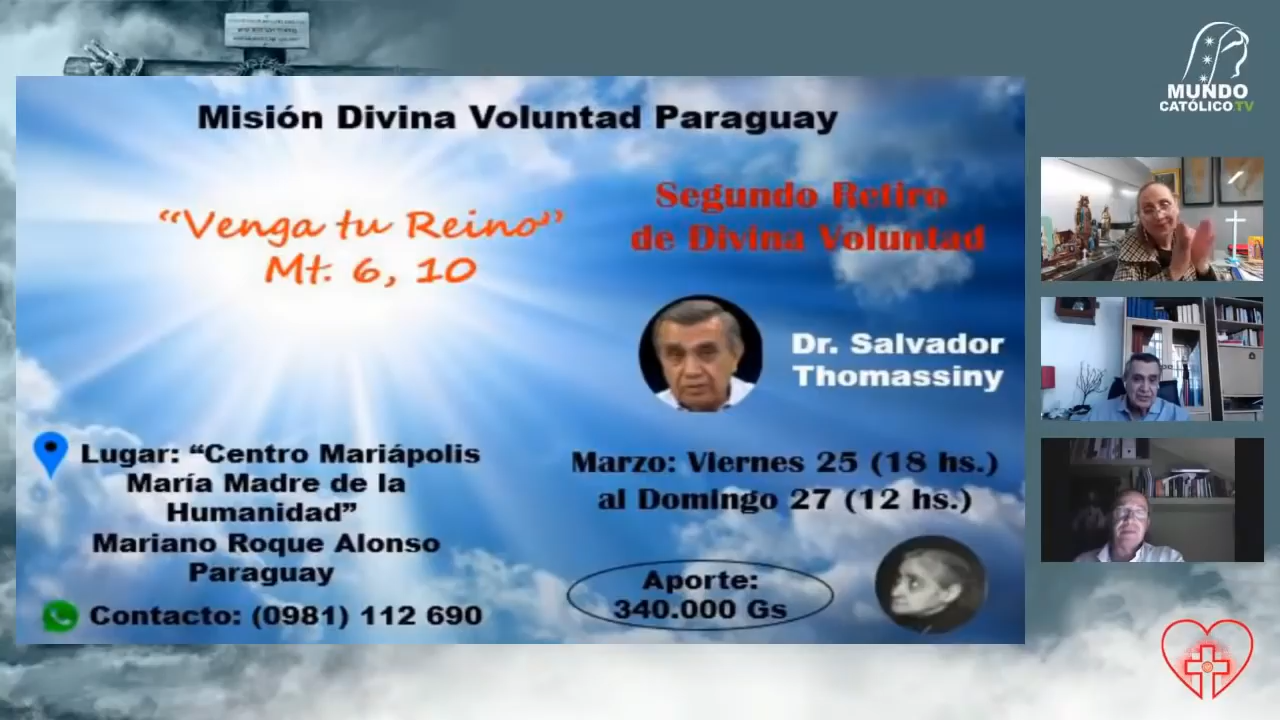 Misión Divina Voluntad Paraguay
“Venga tu Reino”
Mt. 6, 10
Segundo Retiro
de Divina Voluntad
Dr. Salvador
Thomassiny
Lugar: “Centro Mariápolis
María Madre de la
Humanidad”
Mariano Roque Alonso
Paraguay
Contacto: (0981) 112 690
Marzo: Viernes 25 (18 hs.)
al Domingo 27 (12 hs.)
Aporte:
340.000 Gs
MUNDO
CATÓLICO.TV